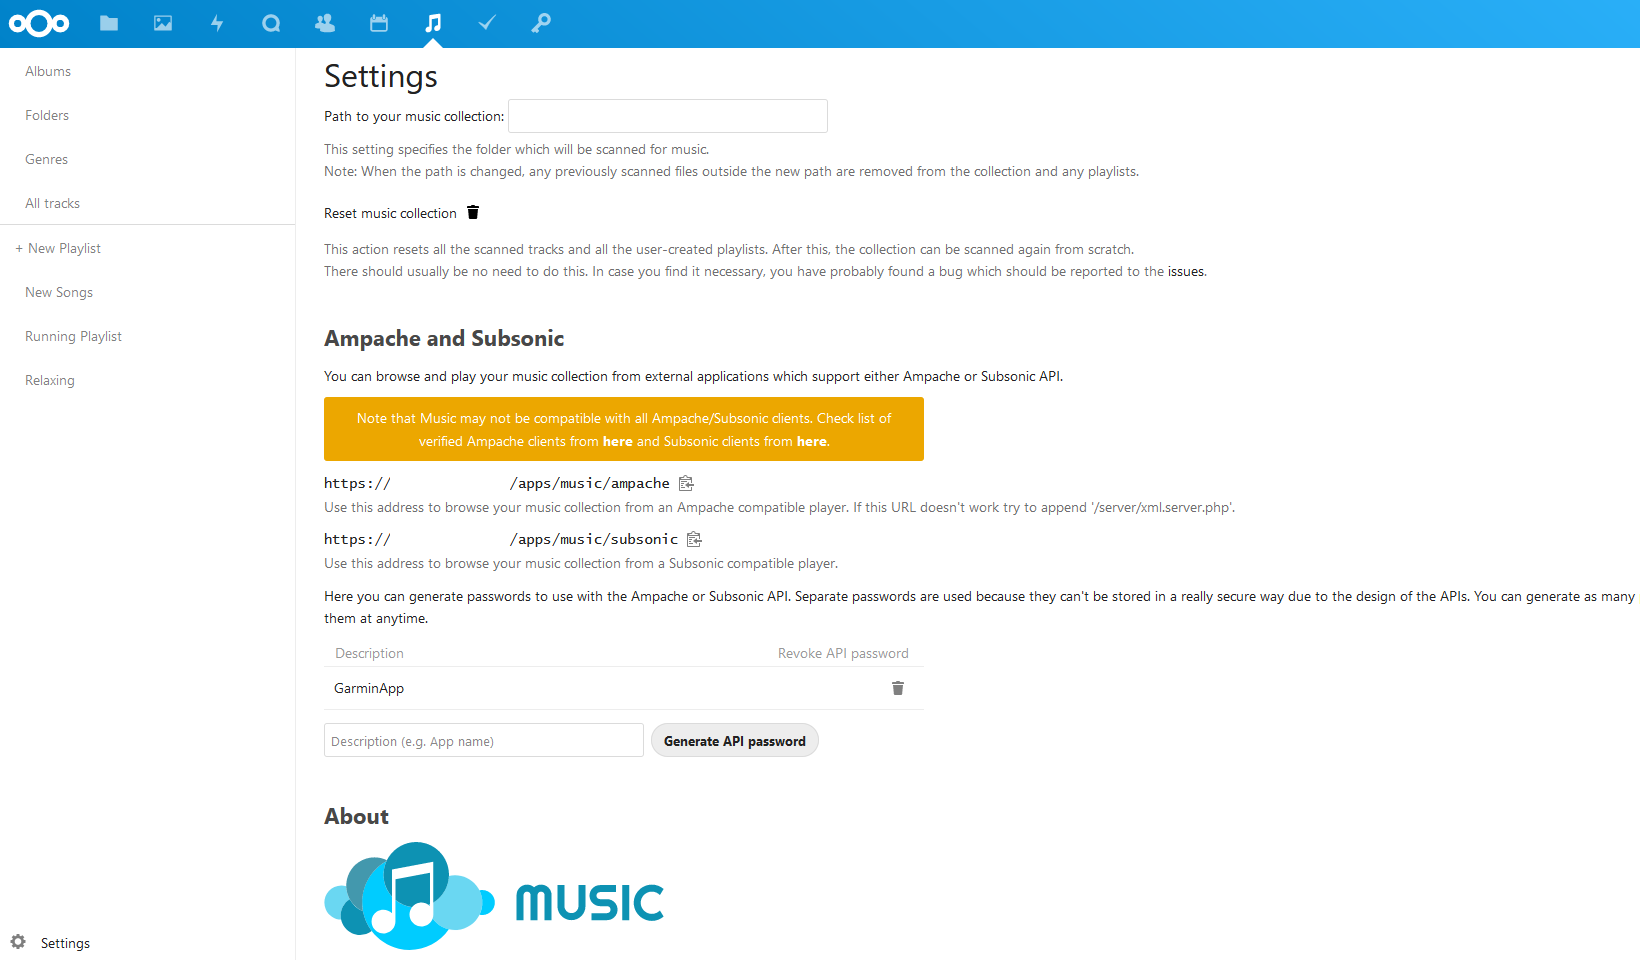 Albums
Folders
Genres
All tracks
+ New Playlist
New Songs
Running Playlist
Relaxing
Settings
Settings
Path to your music collection:
This setting specifies the folder which will be scanned for music.
Note: When the path is changed, any previously scanned files outside the new path are removed from the collection and any playlists.
Reset music collection
This action resets all the scanned tracks and all the user-created playlists. After this, the collection can be scanned again from scratch.
There should usually be no need to do this. In case you find it necessary, you have probably found a bug which should be reported to the issues.
Ampache and Subsonic
You can browse and play your music collection from external applications which support either Ampache or Subsonic API.
Note that Music may not be compatible with all Ampache/Subsonic clients. Check list of
verified Ampache clients from here and Subsonic clients from here.
https:// /apps/music/ampache
Use this address to browse your music collection from an Ampache compatible player. If this URL doesn't work try to append '/server/xml.server.php'.
https:// /apps/music/subsonic
Use this address to browse your music collection from a Subsonic compatible player.
Here you can generate passwords to use with the Ampache or Subsonic API. Separate passwords are used because they can't be stored in a really secure way due to the design of the APIs. You can generate as many
them at anytime.
Description Revoke API password
GarminApp
Description (e.g. App name) Generate API password
About
MUSIC